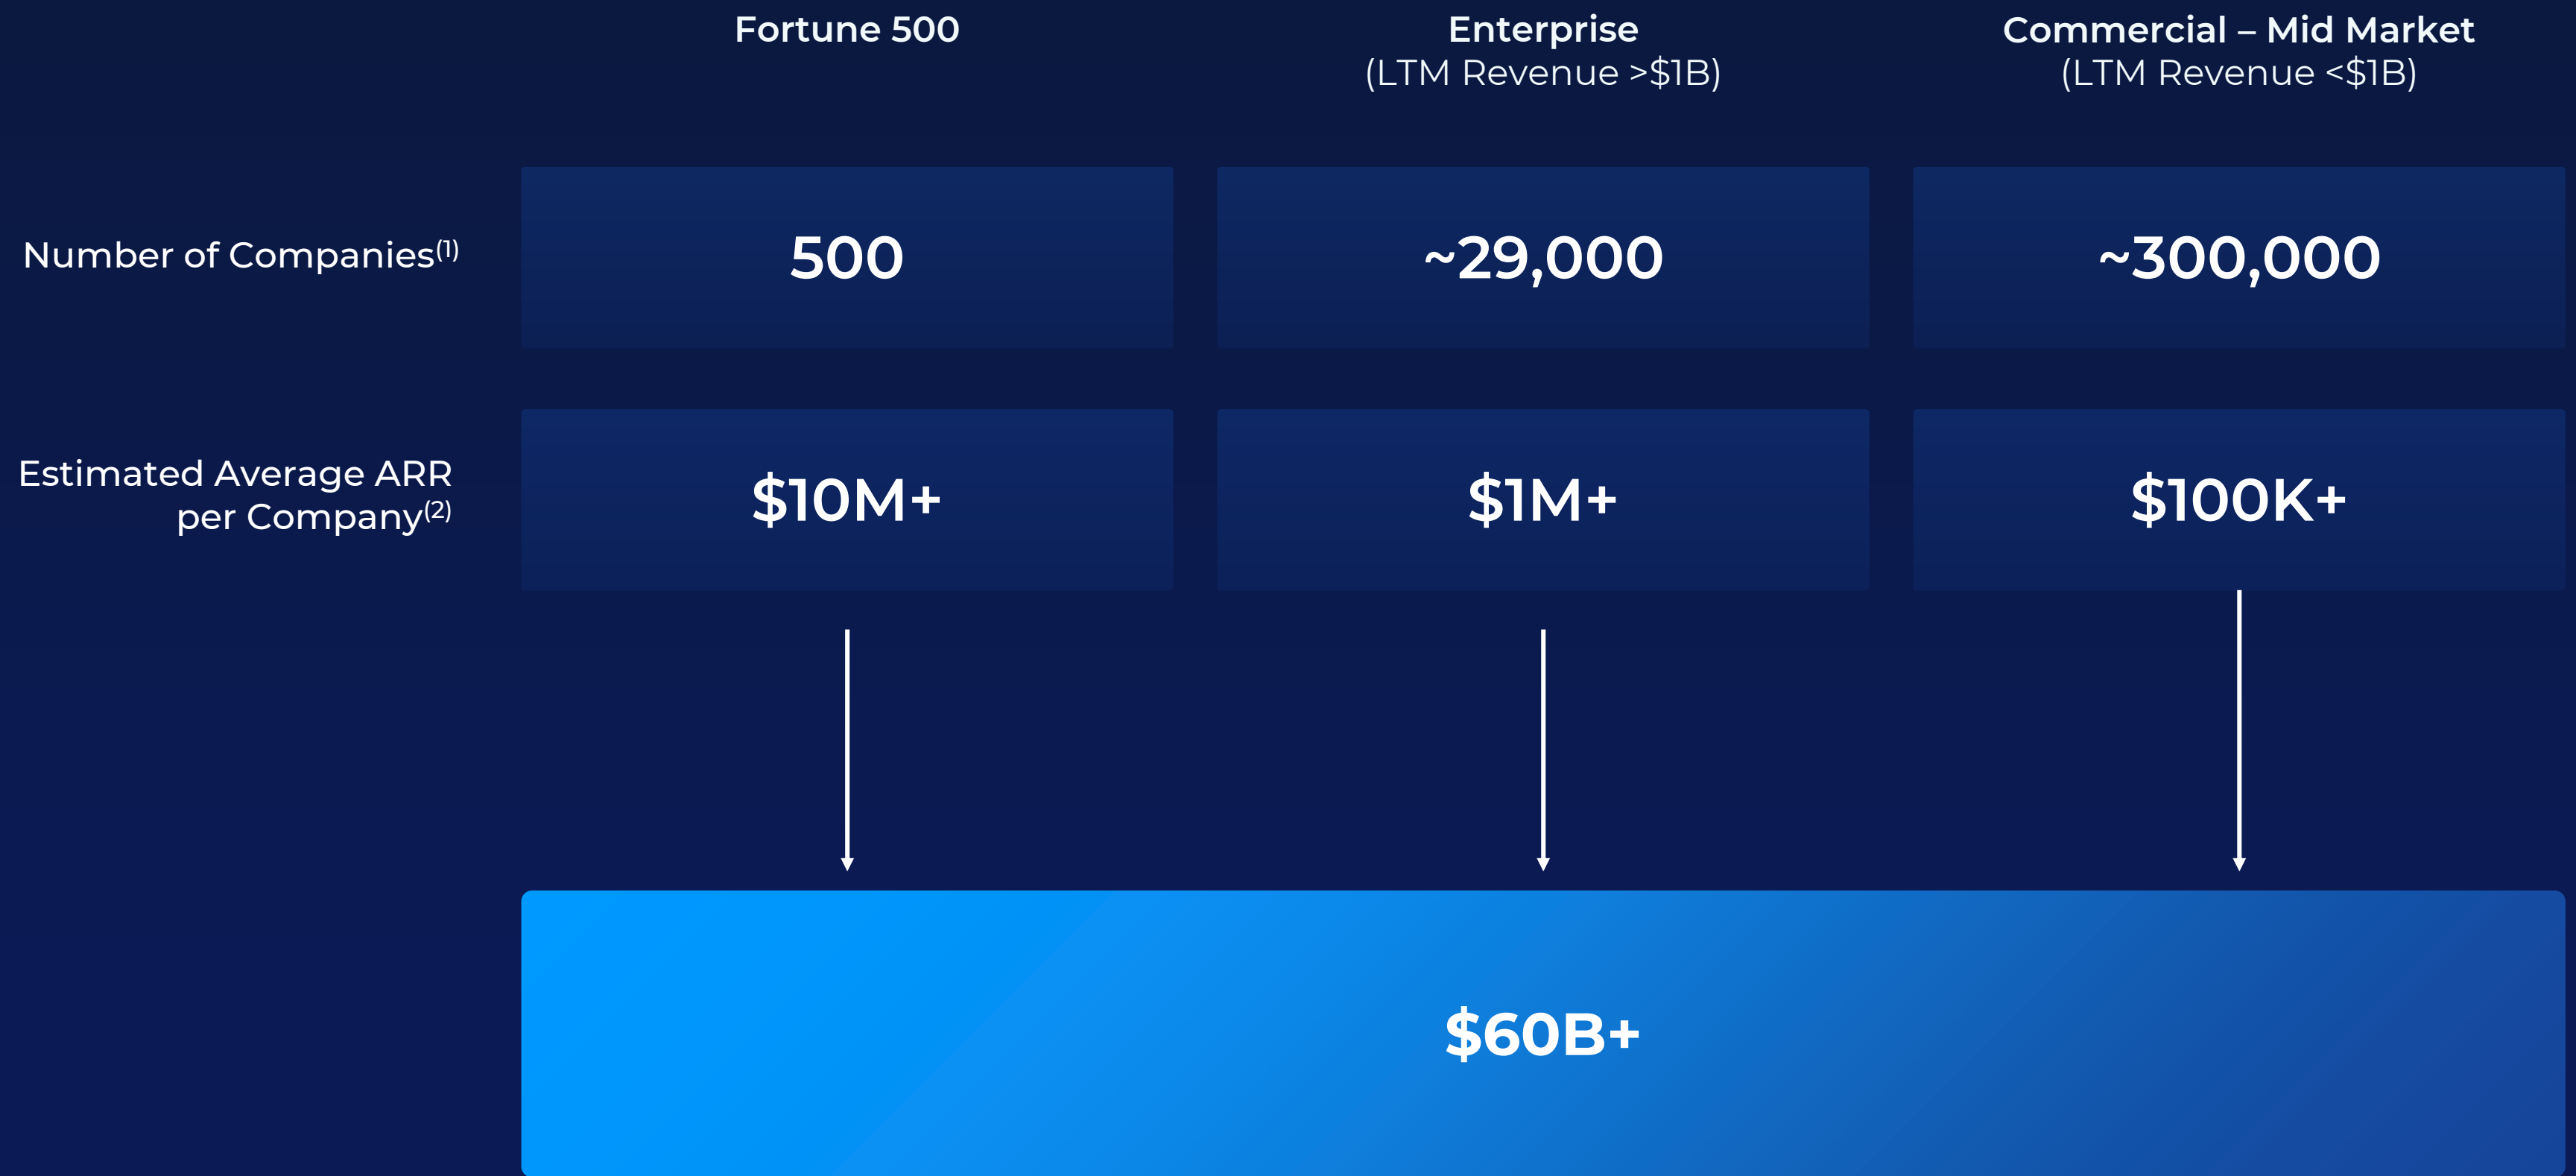 Fortune 500
Enterprise
(LTM Revenue >$1B)
Commercial – Mid Market
(LTM Revenue <$1B)
Number of Companies(1)
500
~29,000
~300,000
Estimated Average ARR
per Company(2)
$10M+
$1M+
$100K+
$60B+